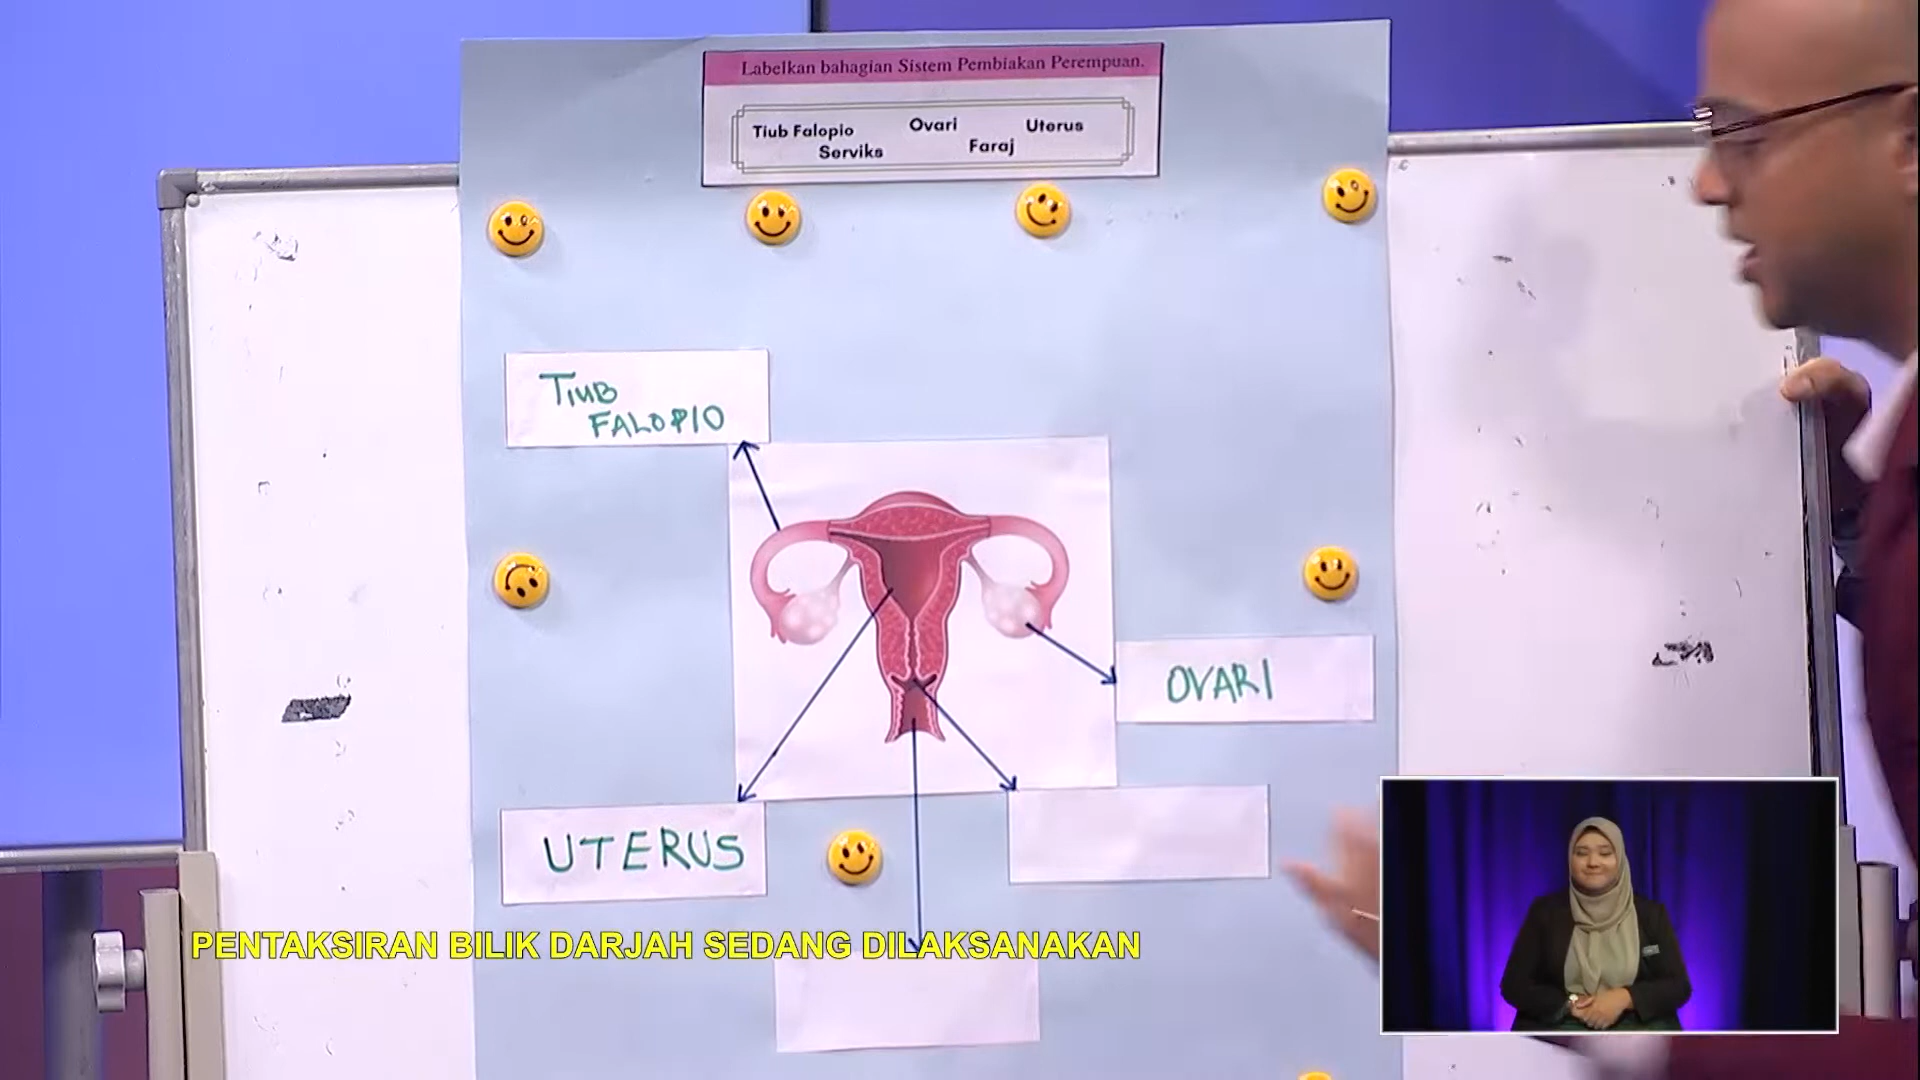 Labelkan bahagian Sistem Pembiakan Perempuan.
Tiub Falopio Ovari Uterus
Serviks Faraj
TIUB
FALOPIO
OVARI
UTERUS
PENTAKSIRAN BILIK DARJAH SEDANG DILAKSANAKAN